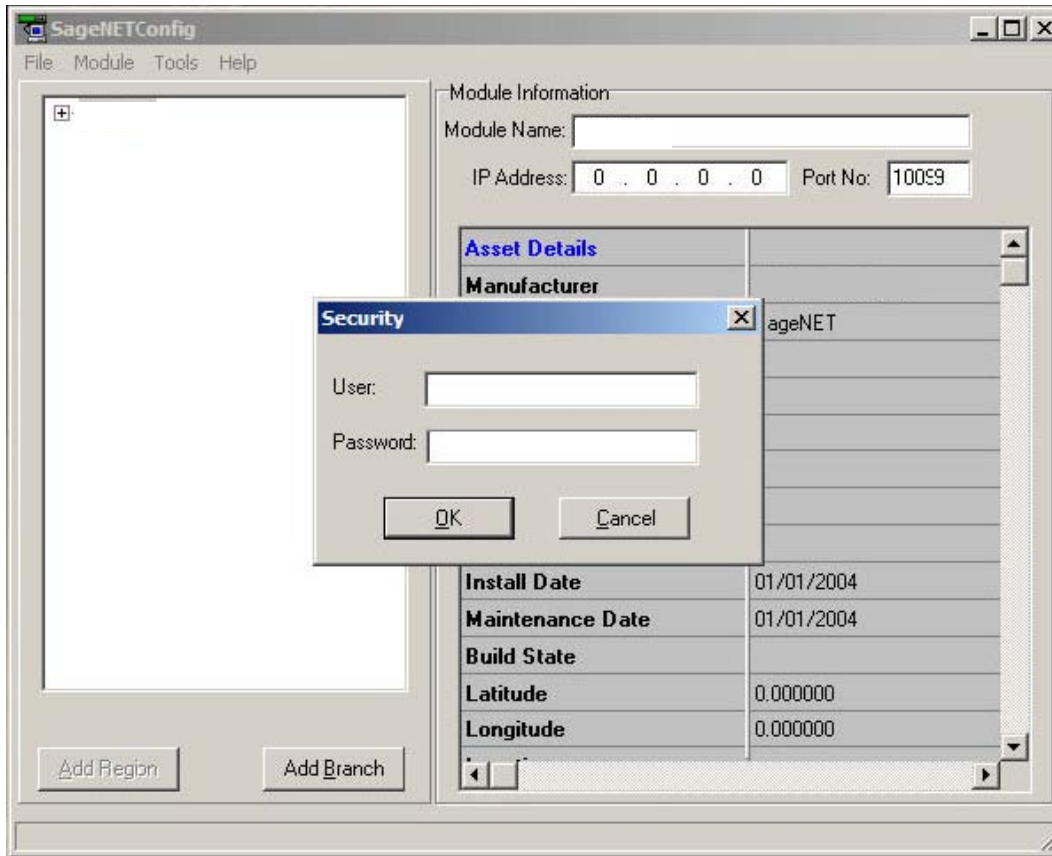 SageNETConfig
File Module Tools Help
Module Information
Module Name:
IP Address: 0 . 0 . 0 . 0 Port No: 10099
Asset Details
Manufacturer
ageNET
Security
User:
Password:
OK Cancel
Install Date 01/01/2004
Maintenance Date 01/01/2004
Build State
Latitude 0.000000
Longitude 0.000000
Add Region Add Branch